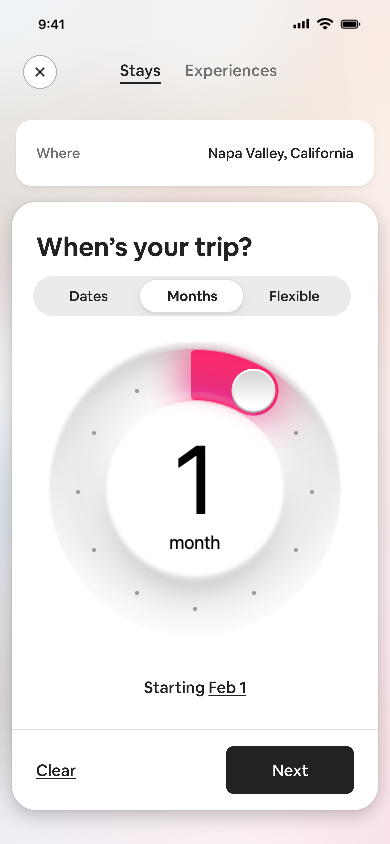 9:41
Stays Experiences
Where Napa Valley, California
When's your trip?
Dates Months Flexible
1
month
Starting Feb 1
Clear Next